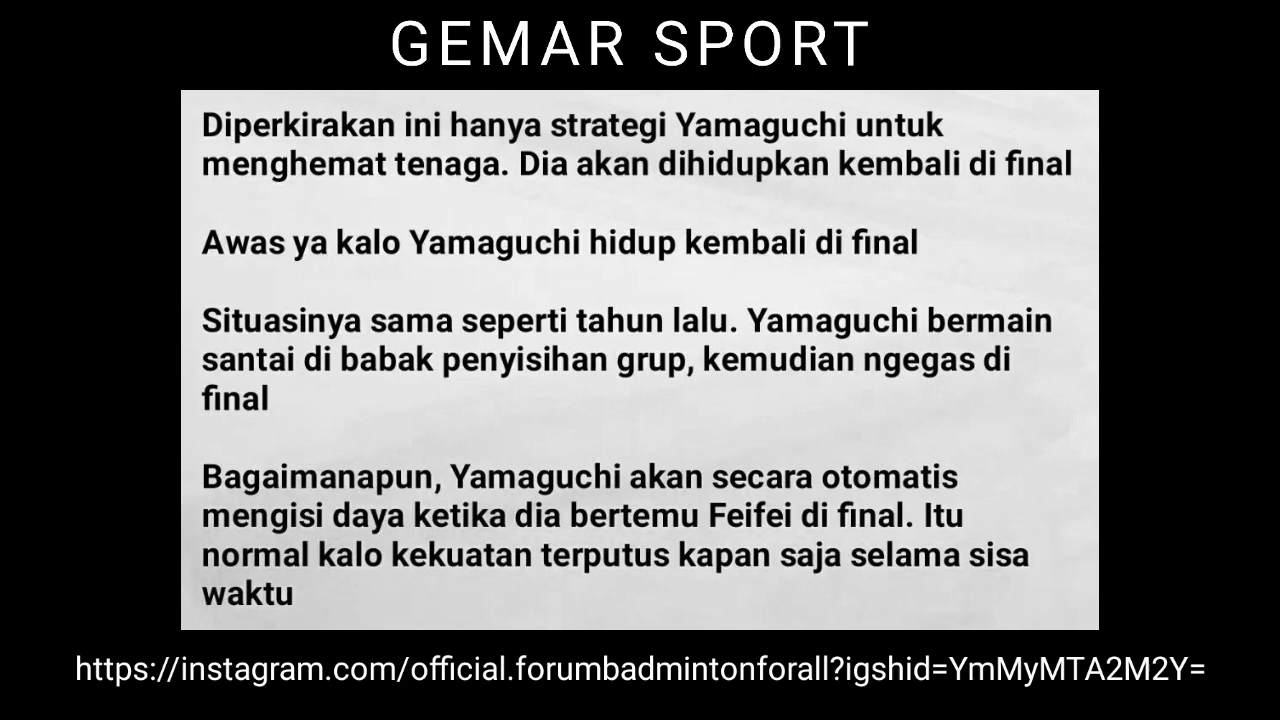 GEMAR SPORT
Diperkirakan ini hanya strategi Yamaguchi untuk
menghemat tenaga. Dia akan dihidupkan kembali di final
Awas ya kalo Yamaguchi hidup kembali di final
Situasinya sama seperti tahun lalu. Yamaguchi bermain
santai di babak penyisihan grup, kemudian ngegas di
final
Bagaimanapun, Yamaguchi akan secara otomatis
mengisi daya ketika dia bertemu Feifei di final. Itu
normal kalo kekuatan terputus kapan saja selama sisa
waktu
https://instagram.com/official.forumbadmintonforall?igshid=YmMyMTA2M2Y=